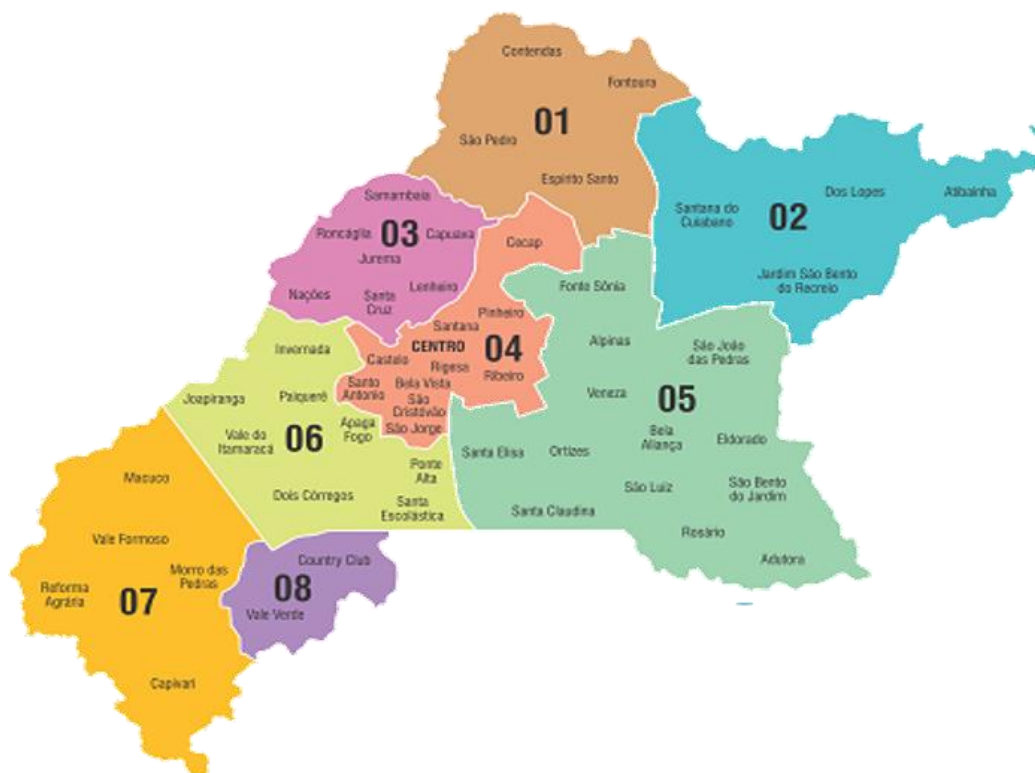 Contendas
Fontoura
01
São Pedro
Espírito Santo
Santana do
Cuiabano
Dos Lopes
Atibainha
02
Jardim São Bento
do Recreio
Samambaia
Roncáglia
03
Capuava
Jurema
Lenheiro
Nações
Santa
Cruz
Cecap
Pinheiro
Santana
CENTRO
04
Castelo
Rigesa
Ribeiro
Bela Vista
Santo
Antonio
São
Cristóvão
São Jorge
Fonte Sônia
Alpinas
São João
das Pedras
Veneza
05
Bela
Aliança
Eldorado
Santa Elisa
Ortizes
São Luiz
São Bento
do Jardim
Santa Claudina
Rosário
Adutora
Invernada
Joapiranga
Paiquerê
Vale do
Itamaracá
06
Apaga
Fogo
Ponte
Alta
Dois Córregos
Santa
Escolástica
Macuco
Vale Formoso
Morro das
Pedras
Reforma
Agrária
07
Capivari
Country Club
08
Vale Verde